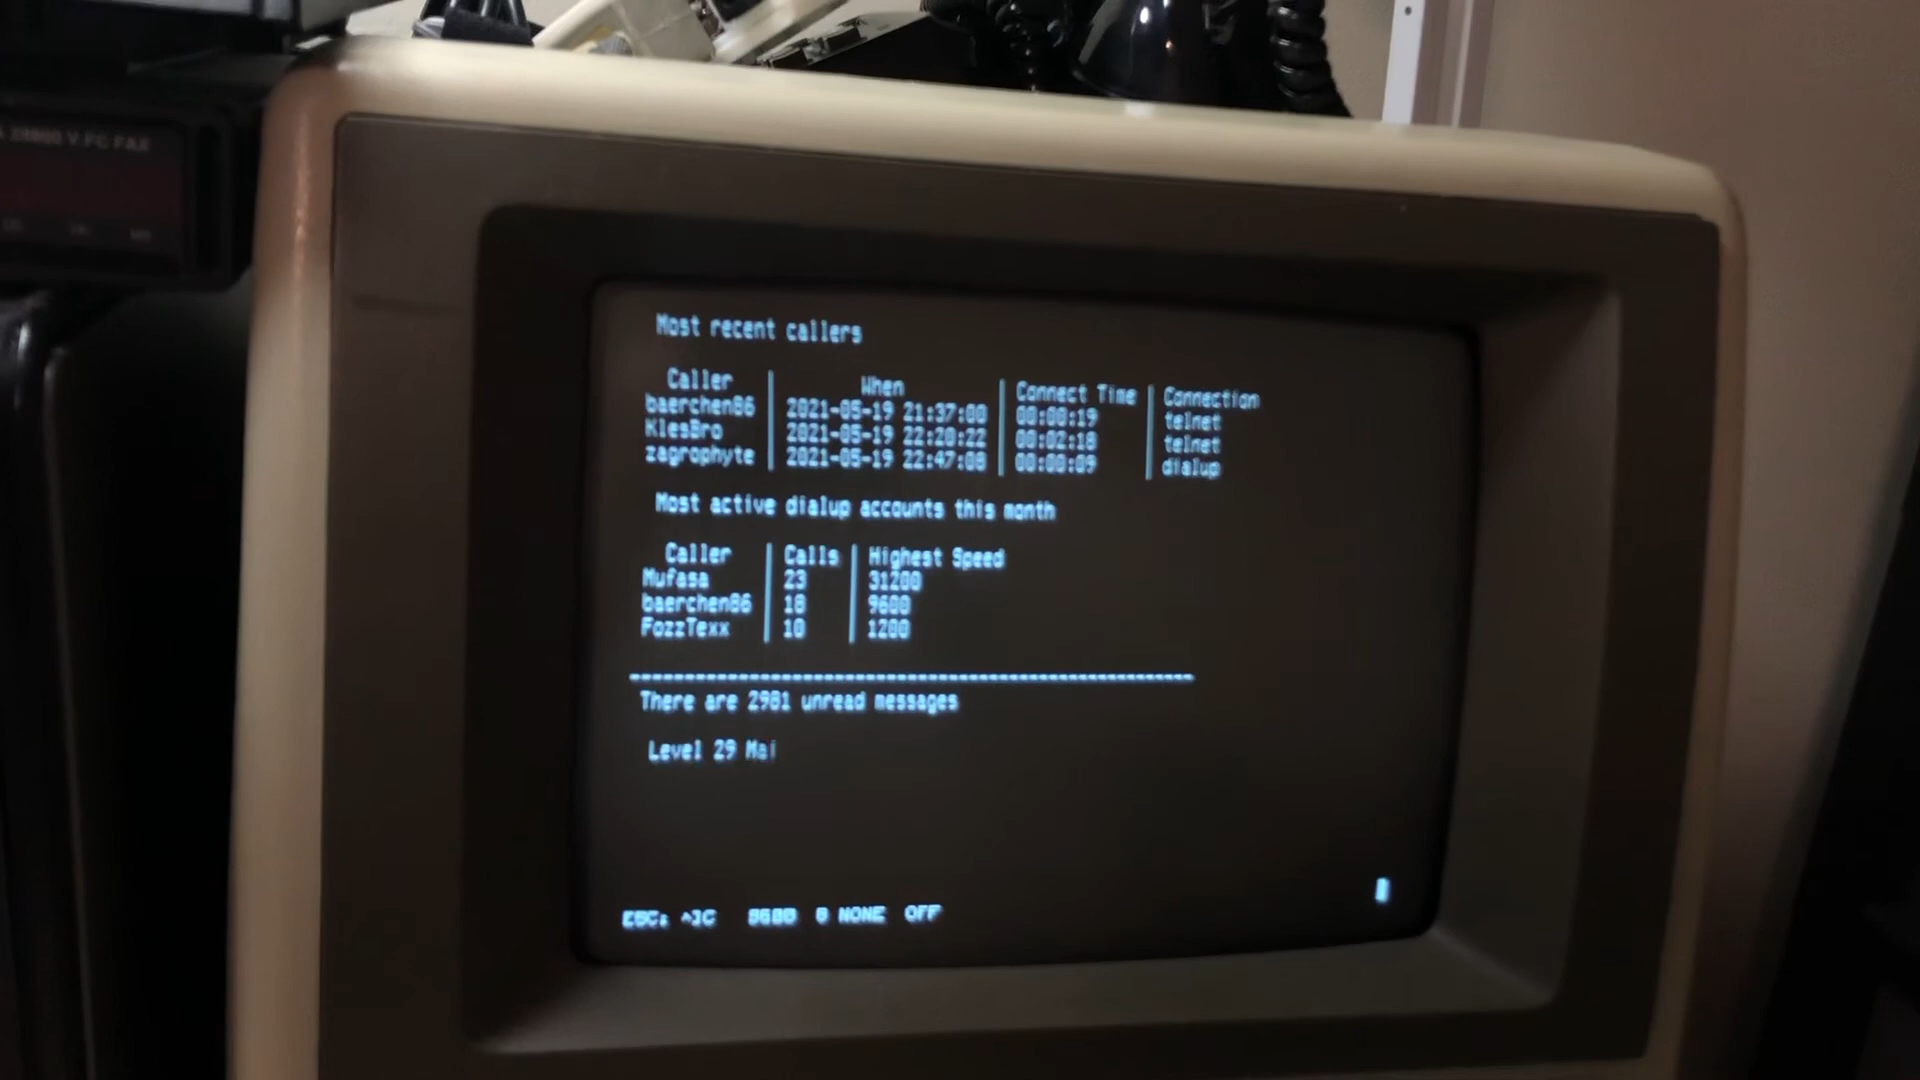 28800 V.FC FAX
Most recent callers
Caller | When | Connect Time | Connection
baerchen86 | 2021-05-19 21:37:00 | 00:00:19 | telnet
KlesBro | 2021-05-19 22:20:22 | 00:02:18 | telnet
zagrophyte | 2021-05-19 22:47:08 | 00:00:09 | dialup
Most active dialup accounts this month
Caller | Calls | Highest Speed
Mufasa | 23 | 31200
baerchen86 | 18 | 9600
FozzTexx | 10 | 1200
There are 2981 unread messages
Level 29 Mai
ESC: ^]C 9600 8 NONE OFF